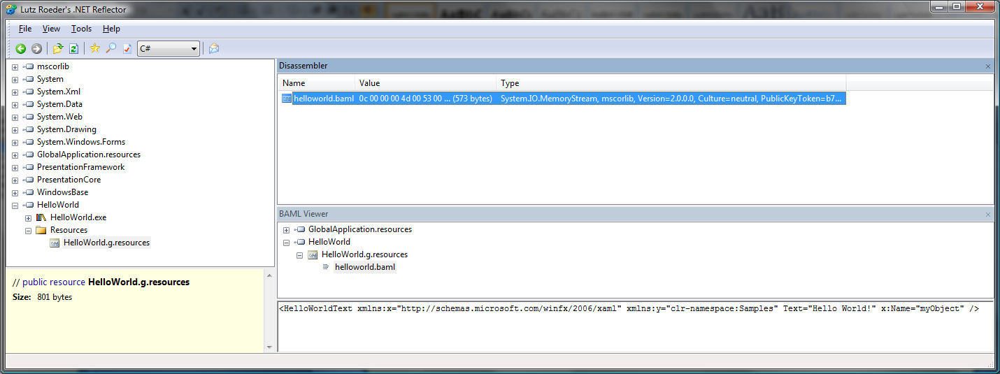 Lutz Roeder's .NET Reflector
File View Tools Help
C#
mscorlib
System
System.Xml
System.Data
System.Web
System.Drawing
System.Windows.Forms
GlobalApplication.resources
PresentationFramework
PresentationCore
WindowsBase
HelloWorld
HelloWorld.exe
Resources
HelloWorld.g.resources
// public resource HelloWorld.g.resources
Size: 801 bytes
Disassembler
Name Value Type
helloworld.baml 0c 00 00 00 4d 00 53 00 ... (573 bytes) System.IO.MemoryStream, mscorlib, Version=2.0.0.0, Culture=neutral, PublicKeyToken=b7...
BAML Viewer
GlobalApplication.resources
HelloWorld
HelloWorld.g.resources
helloworld.baml
<HelloWorldText xmlns:x="http://schemas.microsoft.com/winfx/2006/xaml" xmlns:y="clr-namespace:Samples" Text="Hello World!" x:Name="myObject" />